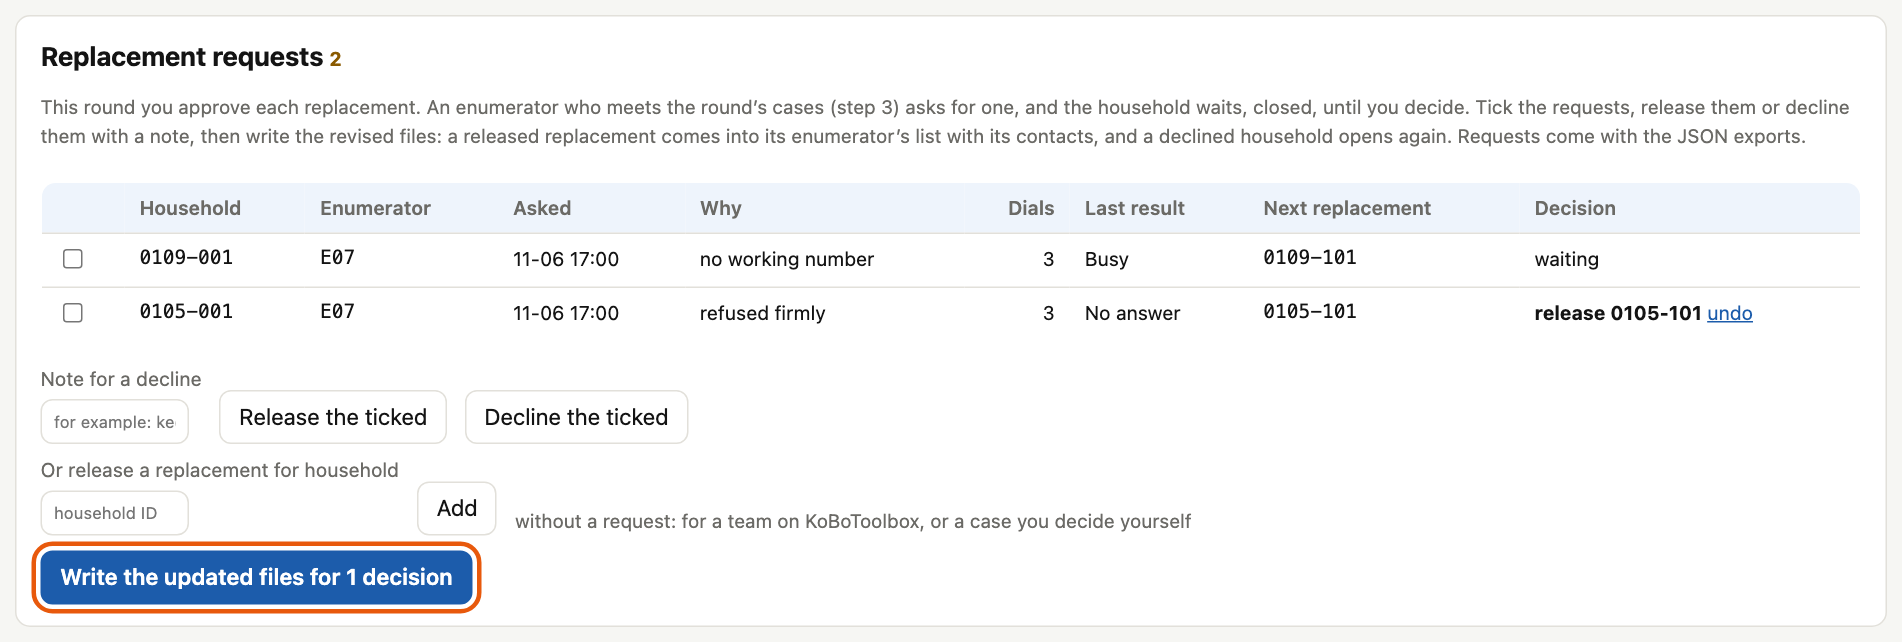 Replacement requests 2
This round you approve each replacement. An enumerator who meets the round’s cases (step 3) asks for one, and the household waits, closed, until you decide. Tick the requests, release them or decline
them with a note, then write the revised files: a released replacement comes into its enumerator’s list with its contacts, and a declined household opens again. Requests come with the JSON exports.
Household Enumerator Asked Why Dials Last result Next replacement Decision
0109-001 E07 11-06 17:00 no working number 3 Busy 0109-101 waiting
0105-001 E07 11-06 17:00 refused firmly 3 No answer 0105-101 release 0105-101 undo
Note for a decline
for example: ke Release the ticked Decline the ticked
Or release a replacement for household
household ID Add without a request: for a team on KoBoToolbox, or a case you decide yourself
Write the updated files for 1 decision